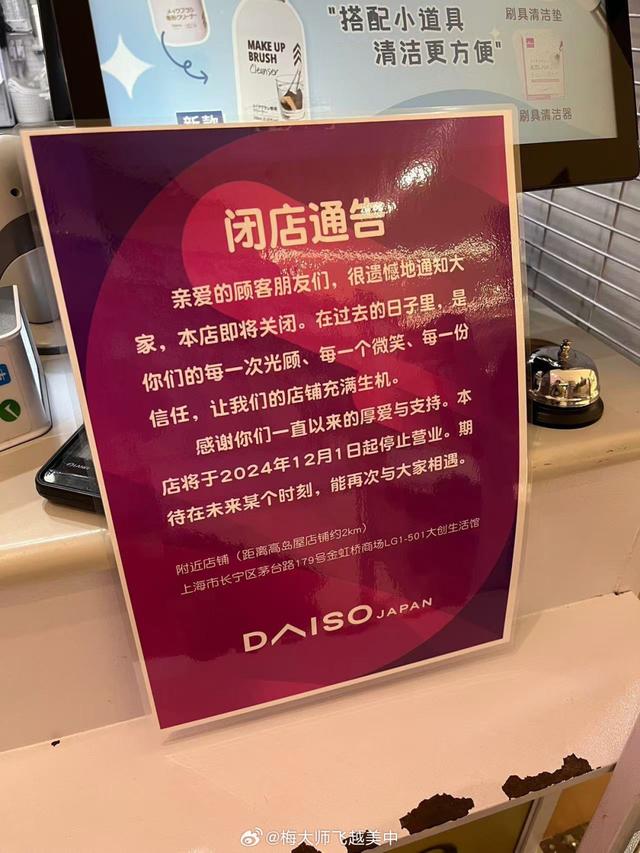 "搭配小道具
清洁更方便"
刷具清洁垫
刷具清洁器
MAKE UP
BRUSH
Cleanser
新款
闭店通告
亲爱的顾客朋友们，很遗憾地通知大
家，本店即将关闭。在过去的日子里，是
你们的每一次光顾、每一个微笑、每一份
信任，让我们的店铺充满生机。
感谢你们一直以来的厚爱与支持。本
店将于2024年12月1日起停止营业。期
待在未来某个时刻，能再次与大家相遇。
附近店铺（距离高岛屋店铺约2km）
上海市长宁区茅台路179号金虹桥商场LG1-501大创生活馆
DAISO JAPAN
@梅大师飞越美中